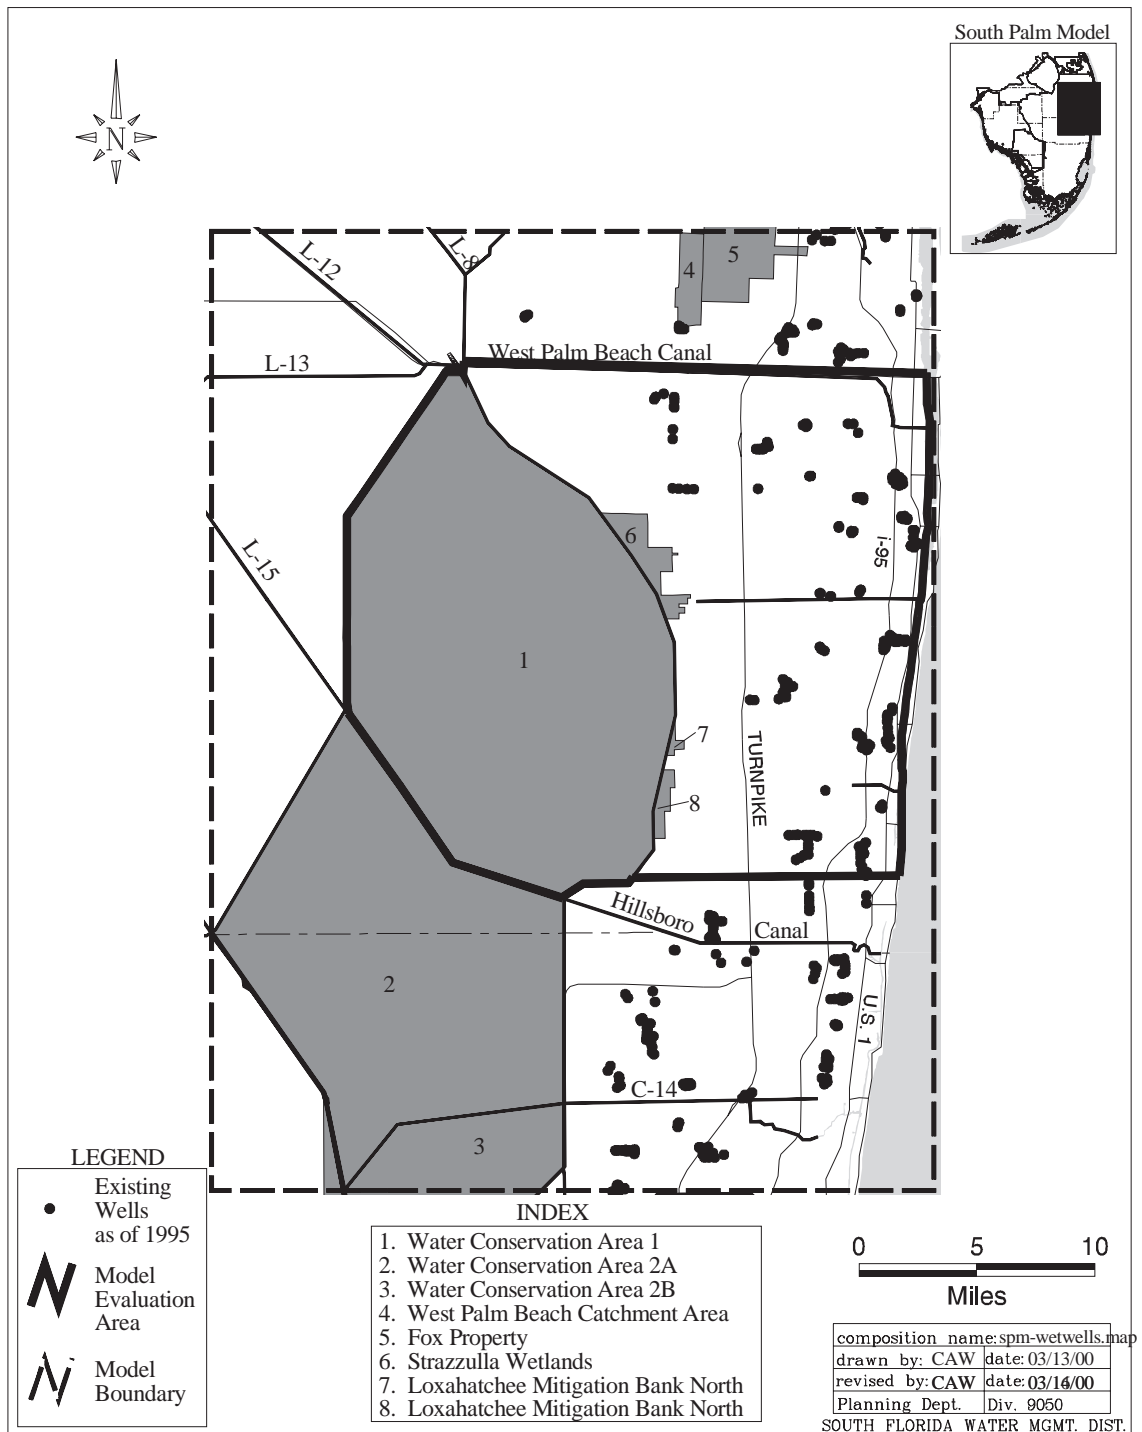 South Palm Model
N
L-12
L-8
4
5
West Palm Beach Canal
L-13
6
i-95
L-15
1
7
TURNPIKE
8
Hillsboro
Canal
2
U.S. 1
C-14
3
LEGEND
Existing
Wells
as of 1995
Model
Evaluation
Area
Model
Boundary
INDEX
1. Water Conservation Area 1
2. Water Conservation Area 2A
3. Water Conservation Area 2B
4. West Palm Beach Catchment Area
5. Fox Property
6. Strazzulla Wetlands
7. Loxahatchee Mitigation Bank North
8. Loxahatchee Mitigation Bank North
0 5 10
Miles
composition name: spm-wetwells.map
drawn by: CAW date: 03/13/00
revised by: CAW date:
Planning Dept. Div. 9050
SOUTH FLORIDA WATER MGMT. DIST.